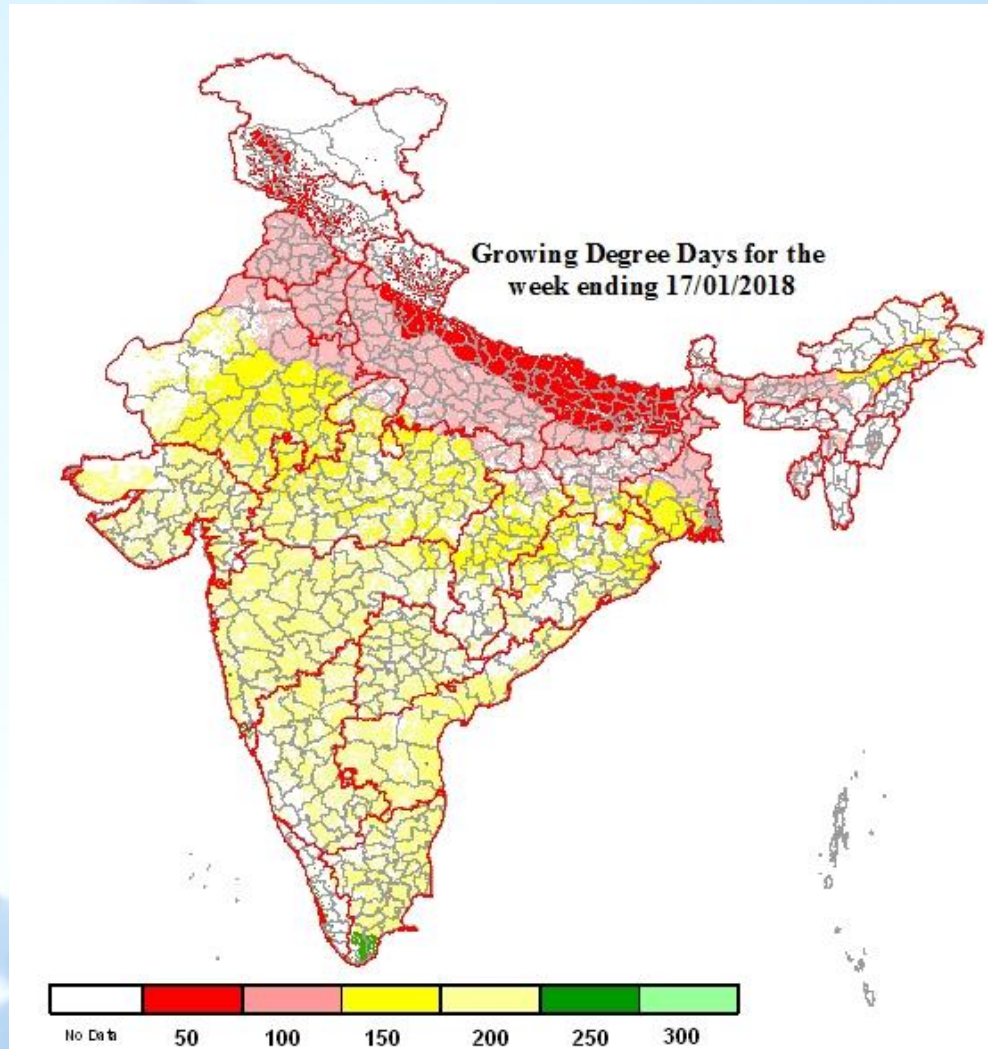 Growing Degree Days for the
week ending 17/01/2018
No Data 50 100 150 200 250 300